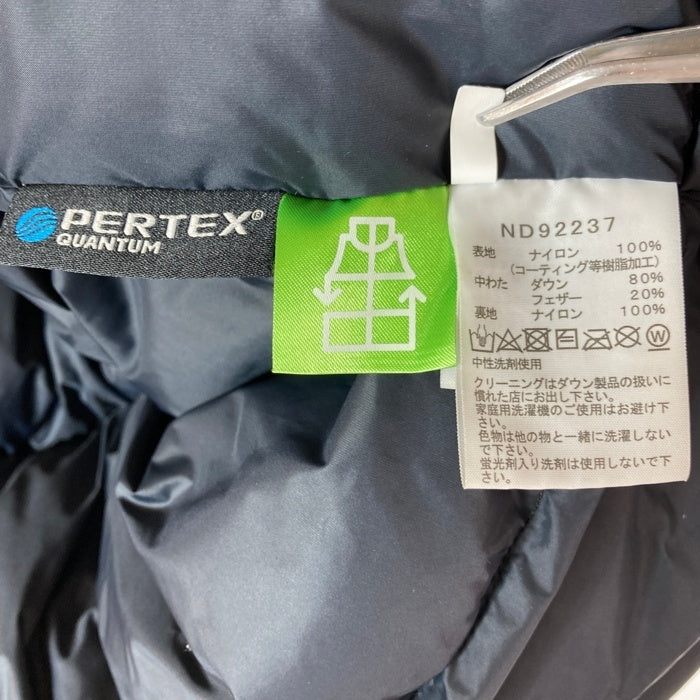 PERTEX®
QUANTUM
ND92237
表地 ナイロン 100%
(コーティング等樹脂加工)
中わた ダウン 80%
フェザー 20%
裏地 ナイロン 100%
中性洗剤使用
クリーニングはダウン製品の扱いに
慣れた店にお出し下さい。
家庭用洗濯機のご使用はお避け下
さい。
色物は他の物と一緒に洗濯しない
で下さい。
蛍光剤入り洗剤は使用しないで下
さい。